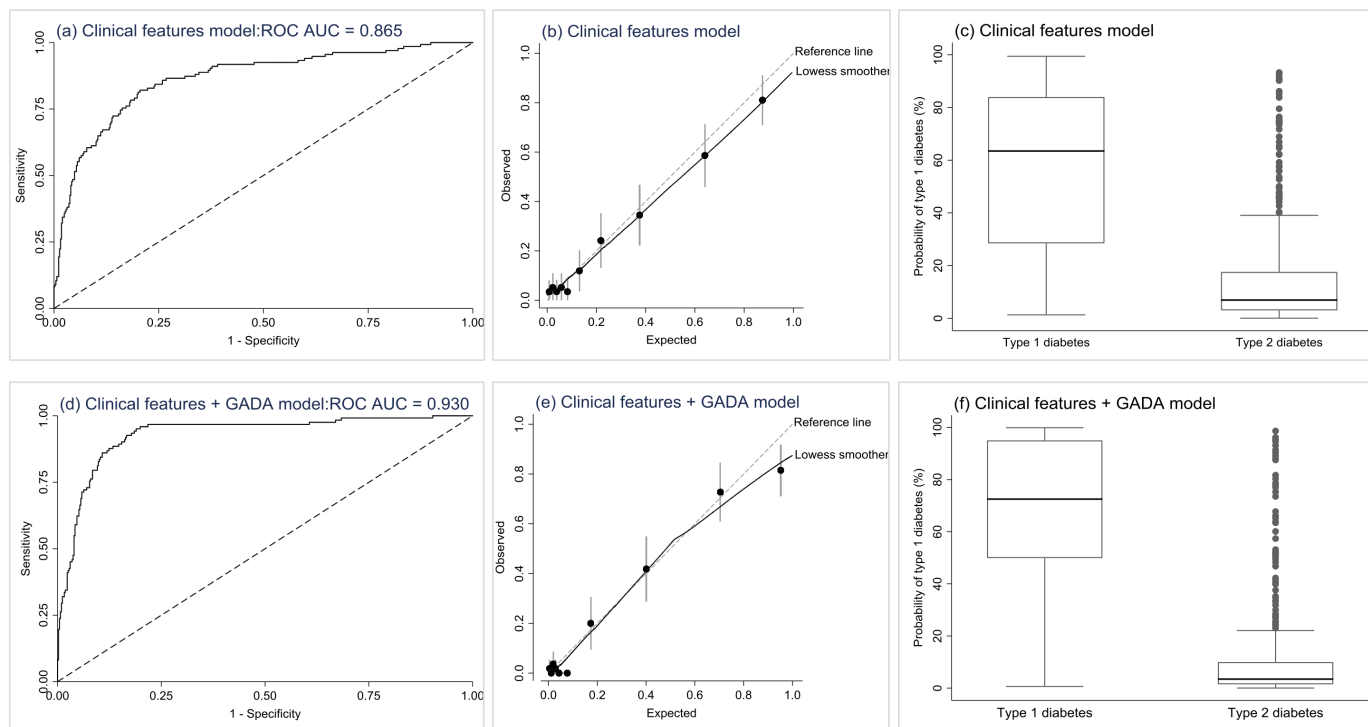 (a) Clinical features model:ROC AUC = 0.865
1.00
0.75
0.50
0.25
0.00
Sensitivity
0.00 0.25 0.50 0.75 1.00
1 - Specificity
(b) Clinical features model
Reference line
Lowess smoother
1.0
0.8
0.6
0.4
0.2
0.0
Observed
0.0 0.2 0.4 0.6 0.8 1.0
Expected
(c) Clinical features model
100
80
60
40
20
0
Probability of type 1 diabetes (%)
Type 1 diabetes Type 2 diabetes
(d) Clinical features + GADA model:ROC AUC = 0.930
1.00
0.75
0.50
0.25
0.00
Sensitivity
0.00 0.25 0.50 0.75 1.00
1 - Specificity
(e) Clinical features + GADA model
Reference line
Lowess smoother
1.0
0.8
0.6
0.4
0.2
0.0
Observed
0.0 0.2 0.4 0.6 0.8 1.0
Expected
(f) Clinical features + GADA model
100
80
60
40
20
0
Probability of type 1 diabetes (%)
Type 1 diabetes Type 2 diabetes